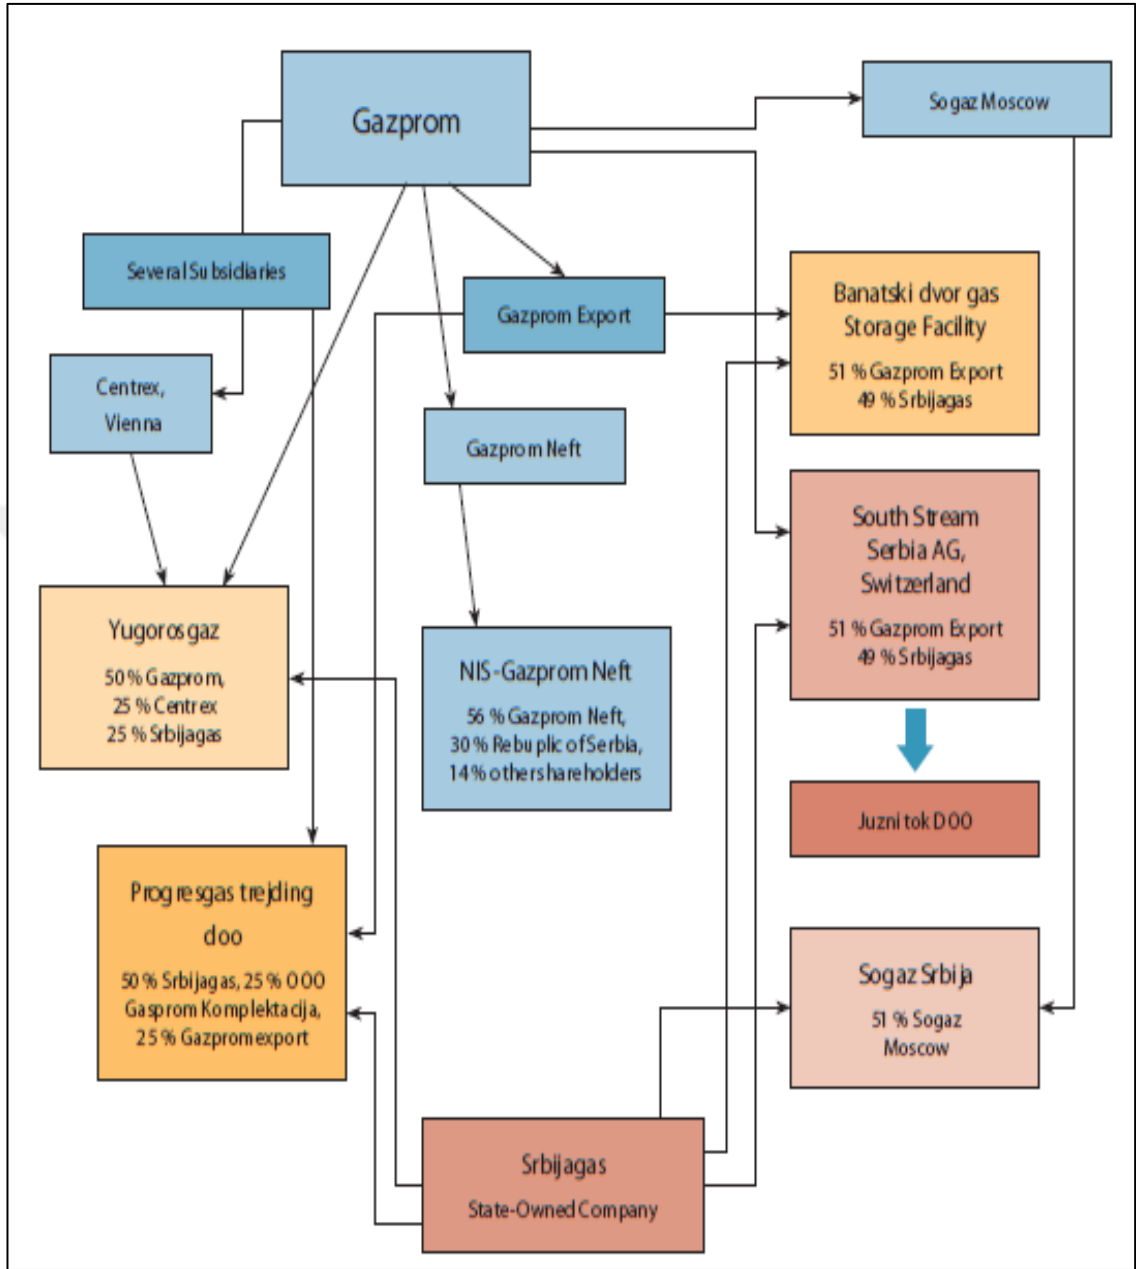 Gazprom
Sogaz Moscow
Several Subsidiaries
Gazprom Export
Banatski dvor gas
Storage Facility
51 % Gazprom Export
49 % Srbijagas
Centrex,
Vienna
Gazprom Neft
South Stream
Serbia AG,
Switzerland
51 % Gazprom Export
49 % Srbijagas
Yugorosgaz
50 % Gazprom,
25 % Centrex
25 % Srbijagas
NIS-Gazprom Neft
56 % Gazprom Neft,
30 % Rebuplic of Serbia,
14 % other shareholders
Juzni tok DOO
Progresgas trejding
doo
50 % Srbijagas, 25 % OOO
Gasprom Komplektacija,
25 % Gazpromexport
Sogaz Srbija
51 % Sogaz
Moscow
Srbijagas
State-Owned Company